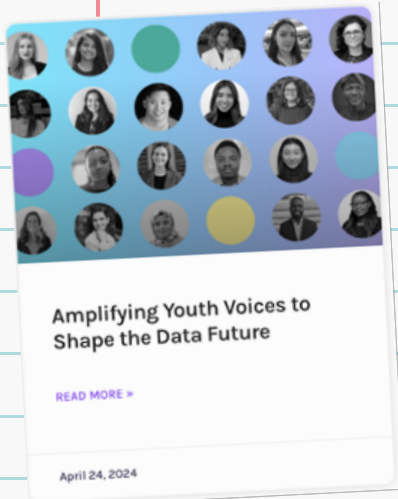 Amplifying Youth Voices to
Shape the Data Future
READ MORE »
April 24, 2024